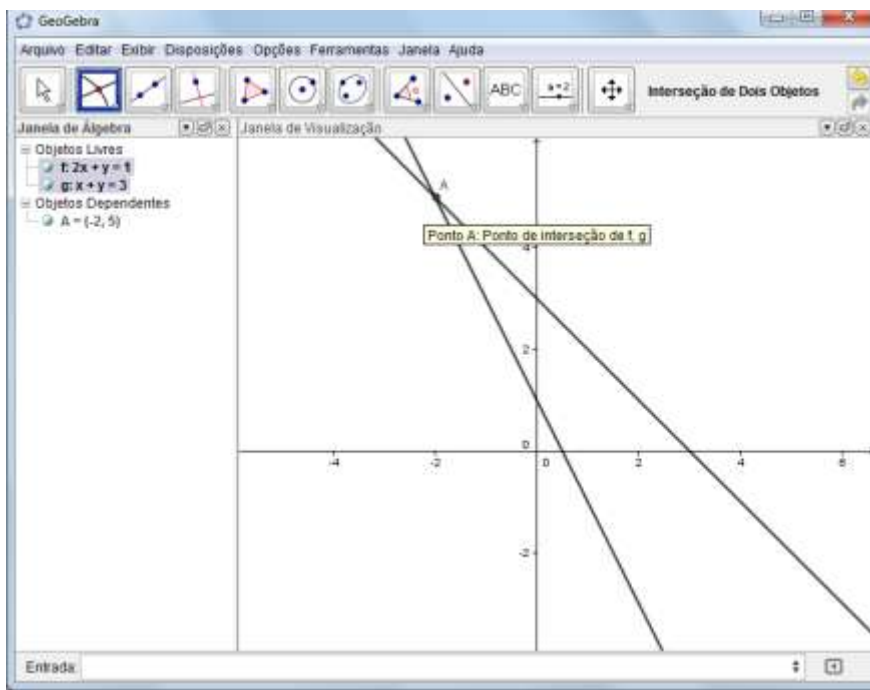 GeoGebra
Arquivo Editar Exibir Disposições Opções Ferramentas Janela Ajuda
ABC a=2 Interseção de Dois Objetos
Janela de Álgebra
Janela de Visualização
Objetos Livres
f: 2x + y = 1
g: x + y = 3
Objetos Dependentes
A = (-2, 5)
A
Ponto A: Ponto de interseção de f, g
4
2
0
-4 -2 0 2 4 6
-2
Entrada: